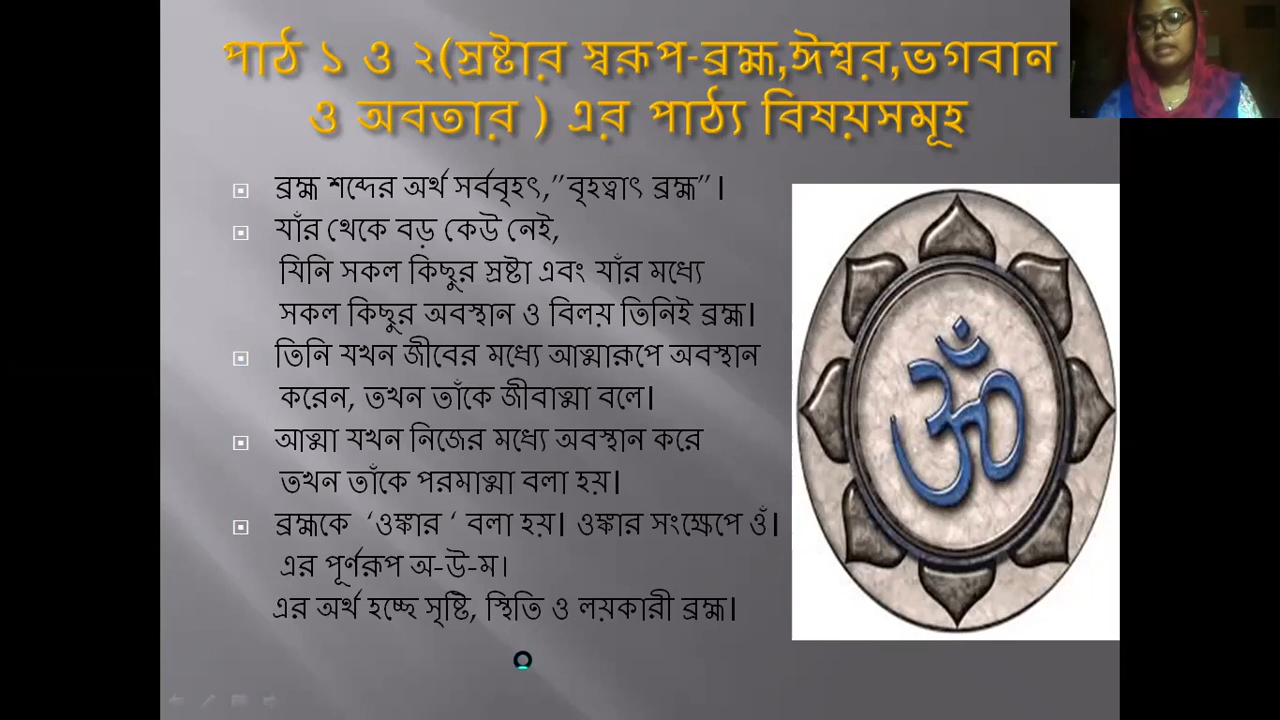 পাঠ ১ ও ২(স্রষ্টার স্বরূপ-ব্রহ্ম,ঈশ্বর,ভগবান
ও অবতার ) এর পাঠ্য বিষয়সমূহ
ব্রহ্ম শব্দের অর্থ সর্ববৃহৎ,”বৃহত্বাৎ ব্রহ্ম”।
যাঁর থেকে বড় কেউ নেই,
যিনি সকল কিছুর স্রষ্টা এবং যাঁর মধ্যে
সকল কিছুর অবস্থান ও বিলয় তিনিই ব্রহ্ম।
তিনি যখন জীবের মধ্যে আত্মারূপে অবস্থান
করেন, তখন তাঁকে জীবাত্মা বলে।
আত্মা যখন নিজের মধ্যে অবস্থান করে
তখন তাঁকে পরমাত্মা বলা হয়।
ব্রহ্মকে ‘ওঙ্কার ‘ বলা হয়। ওঙ্কার সংক্ষেপে ওঁ।
এর পূর্ণরূপ অ-উ-ম।
এর অর্থ হচ্ছে সৃষ্টি, স্থিতি ও লয়কারী ব্রহ্ম।
ॐ